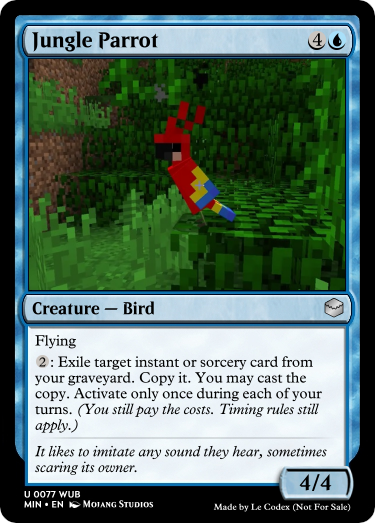 Jungle Parrot 4
Creature — Bird
Flying
2: Exile target instant or sorcery card from
your graveyard. Copy it. You may cast the
copy. Activate only once during each of your
turns. (You still pay the costs. Timing rules still
apply.)
It likes to imitate any sound they hear, sometimes
scaring its owner.
4/4
U 0077 WUB
MIN • EN Mojang Studios
Made by Le Codex (Not For Sale)